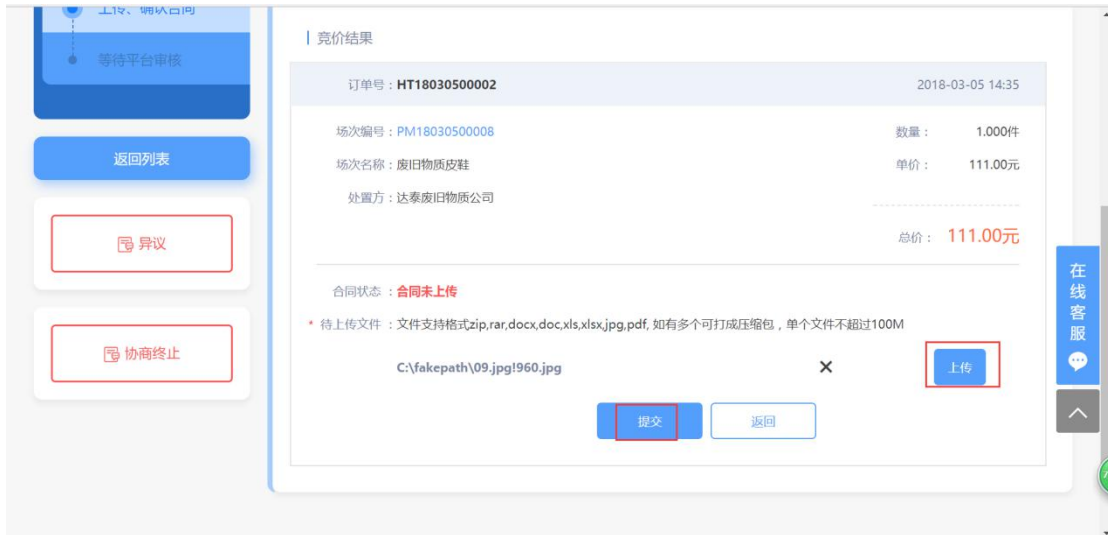 上传、确认合同
等待平台审核
返回列表
异议
协商终止
竞价结果
订单号：HT18030500002 2018-03-05 14:35
场次编号：PM18030500008 数量： 1.000件
场次名称：废旧物质皮鞋 单价： 111.00元
处置方：达泰废旧物质公司
总价： 111.00元
合同状态 ：合同未上传
* 待上传文件 ：文件支持格式zip,rar,docx,doc,xls,xlsx,jpg,pdf, 如有多个可打成压缩包，单个文件不超过100M
C:\fakepath\09.jpg!960.jpg
上传
提交 返回
在线客服